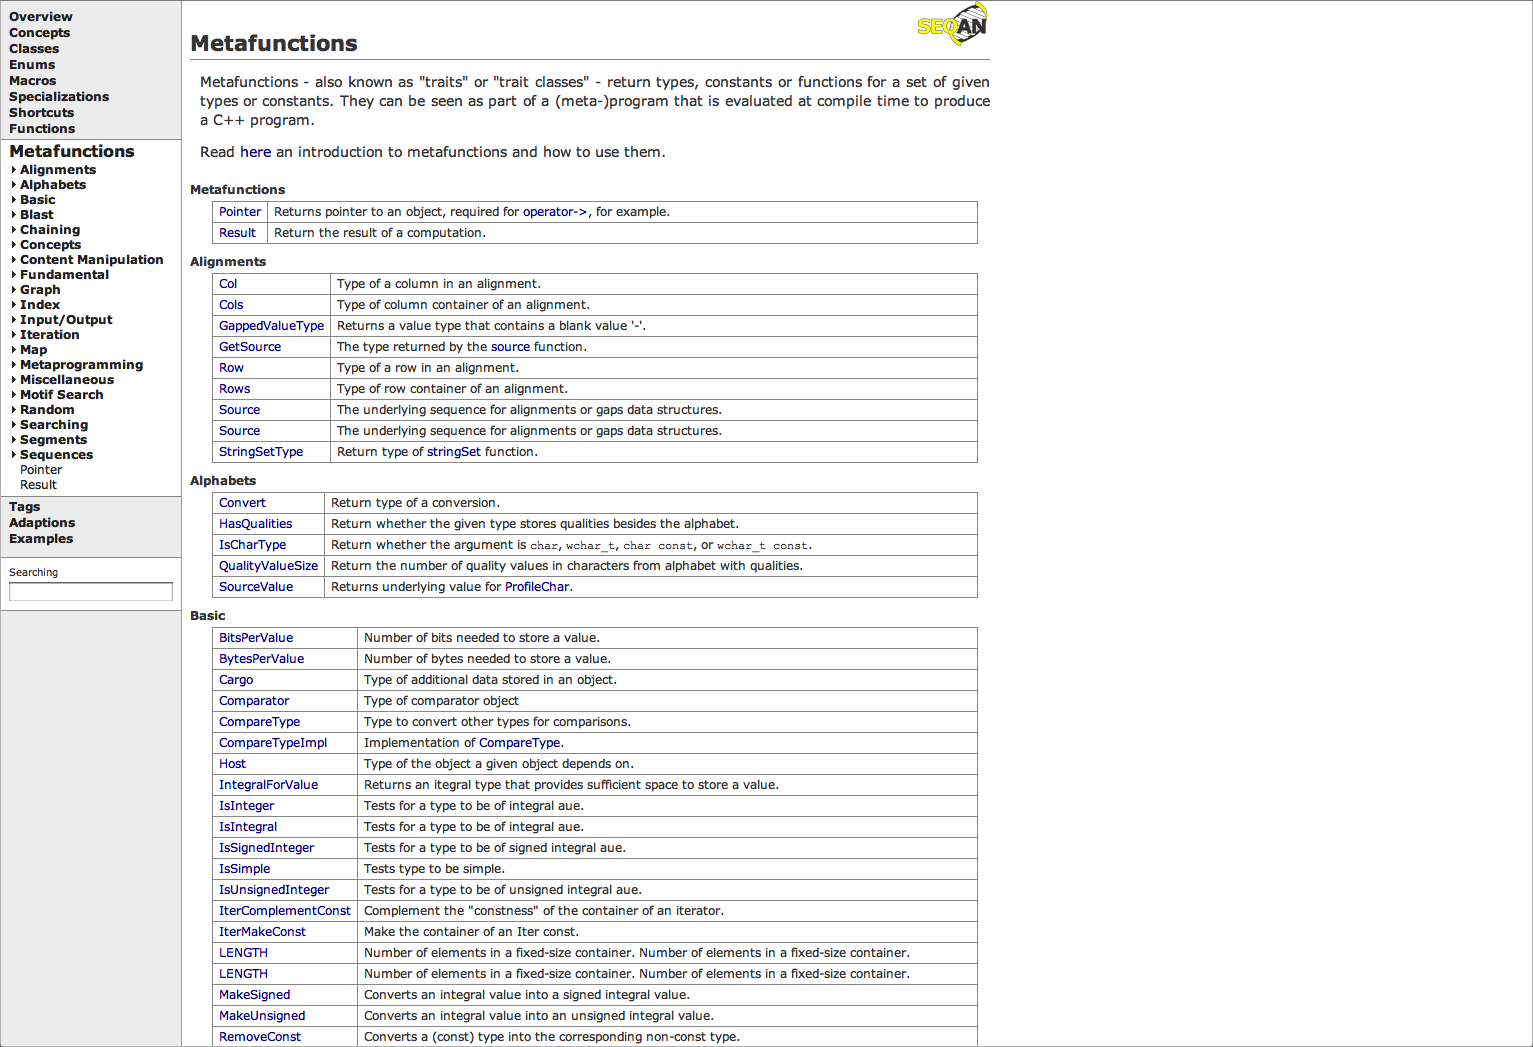 Overview
Concepts
Classes
Enums
Macros
Specializations
Shortcuts
Functions
Metafunctions
Alignments
Alphabets
Basic
Blast
Chaining
Concepts
Content Manipulation
Fundamental
Graph
Index
Input/Output
Iteration
Map
Metaprogramming
Miscellaneous
Motif Search
Random
Searching
Segments
Sequences
Pointer
Result
Tags
Adaptions
Examples
Searching
SEQAN
Metafunctions
Metafunctions - also known as "traits" or "trait classes" - return types, constants or functions for a set of given
types or constants. They can be seen as part of a (meta-)program that is evaluated at compile time to produce
a C++ program.
Read here an introduction to metafunctions and how to use them.
Metafunctions
Pointer Returns pointer to an object, required for operator->, for example.
Result Return the result of a computation.
Alignments
Col Type of a column in an alignment.
Cols Type of column container of an alignment.
GappedValueType Returns a value type that contains a blank value '-'.
GetSource The type returned by the source function.
Row Type of a row in an alignment.
Rows Type of row container of an alignment.
Source The underlying sequence for alignments or gaps data structures.
Source The underlying sequence for alignments or gaps data structures.
StringSetType Return type of stringSet function.
Alphabets
Convert Return type of a conversion.
HasQualities Return whether the given type stores qualities besides the alphabet.
IsCharType Return whether the argument is char, wchar_t, char const, or wchar_t const.
QualityValueSize Return the number of quality values in characters from alphabet with qualities.
SourceValue Returns underlying value for ProfileChar.
Basic
BitsPerValue Number of bits needed to store a value.
BytesPerValue Number of bytes needed to store a value.
Cargo Type of additional data stored in an object.
Comparator Type of comparator object
CompareType Type to convert other types for comparisons.
CompareTypeImpl Implementation of CompareType.
Host Type of the object a given object depends on.
IntegralForValue Returns an itegral type that provides sufficient space to store a value.
IsInteger Tests for a type to be of integral aue.
IsIntegral Tests for a type to be of integral aue.
IsSignedInteger Tests for a type to be of signed integral aue.
IsSimple Tests type to be simple.
IsUnsignedInteger Tests for a type to be of unsigned integral aue.
IterComplementConst Complement the "constness" of the container of an iterator.
IterMakeConst Make the container of an Iter const.
LENGTH Number of elements in a fixed-size container. Number of elements in a fixed-size container.
LENGTH Number of elements in a fixed-size container. Number of elements in a fixed-size container.
MakeSigned Converts an integral value into a signed integral value.
MakeUnsigned Converts an integral value into an unsigned integral value.
RemoveConst Converts a (const) type into the corresponding non-const type.